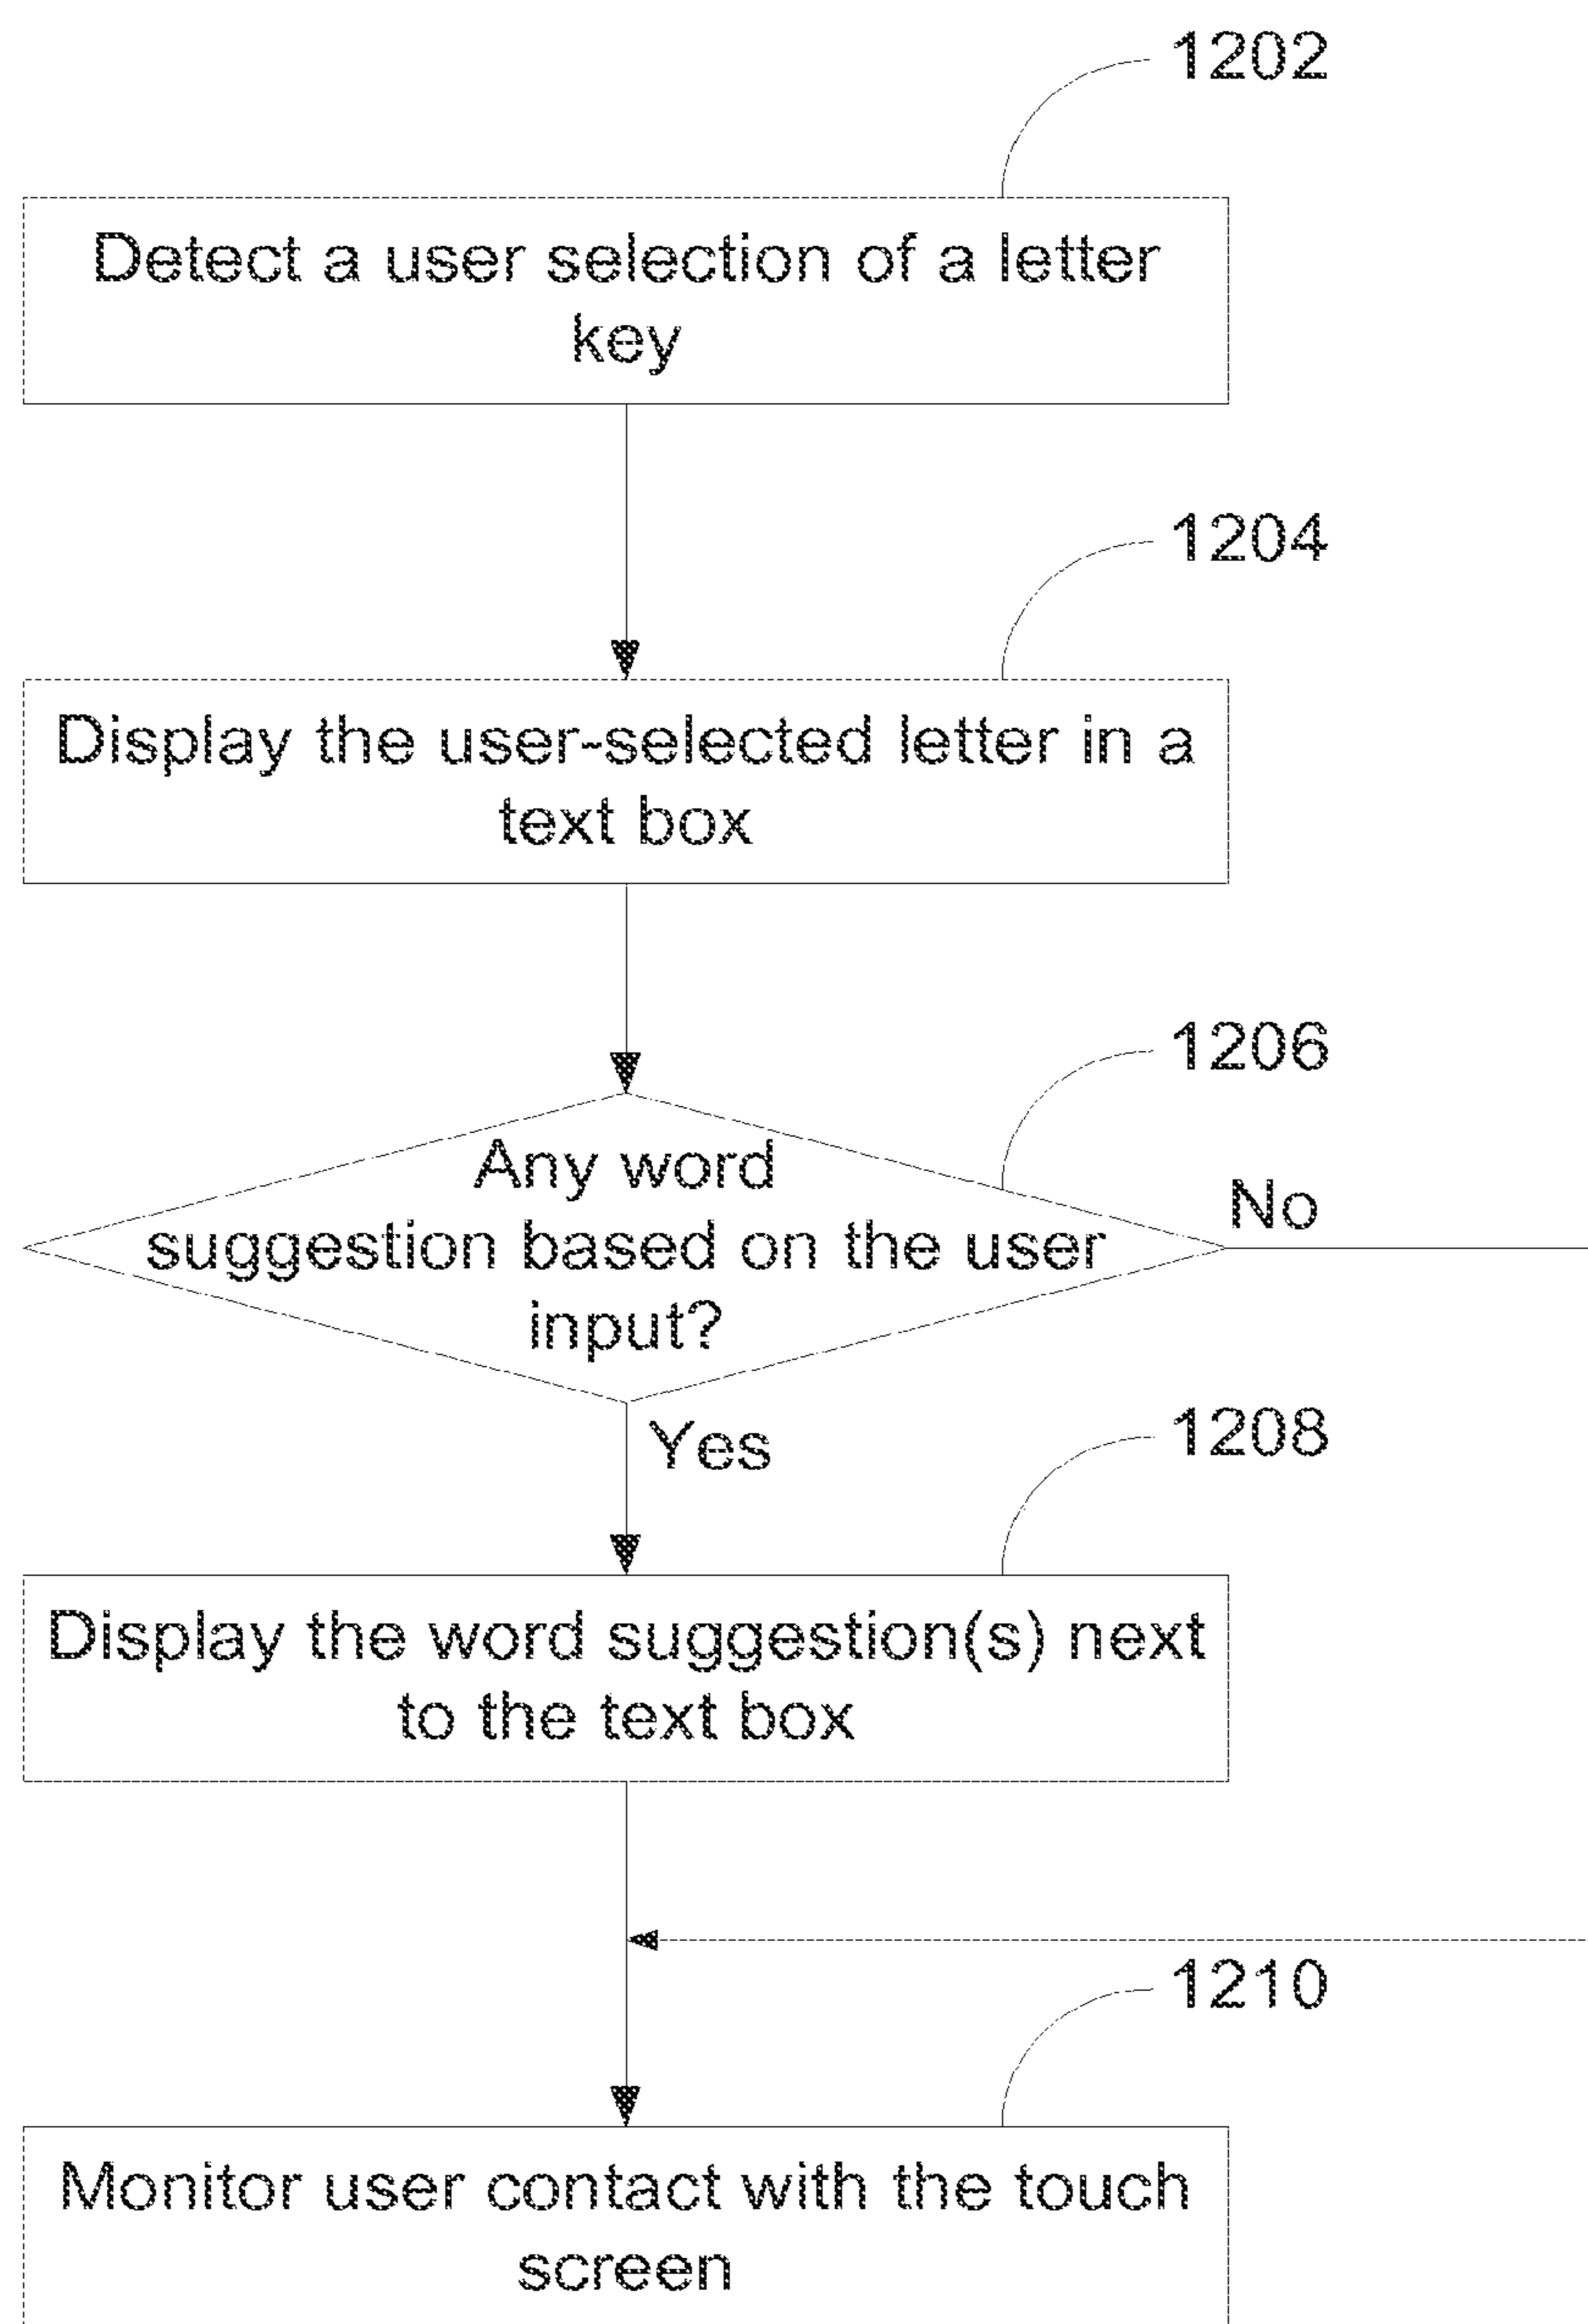 1202
Detect a user selection of a letter
key
1204
Display the user-selected letter in a
text box
1206
Any word
suggestion based on the user
input?
No
Yes
1208
Display the word suggestion(s) next
to the text box
1210
Monitor user contact with the touch
screen